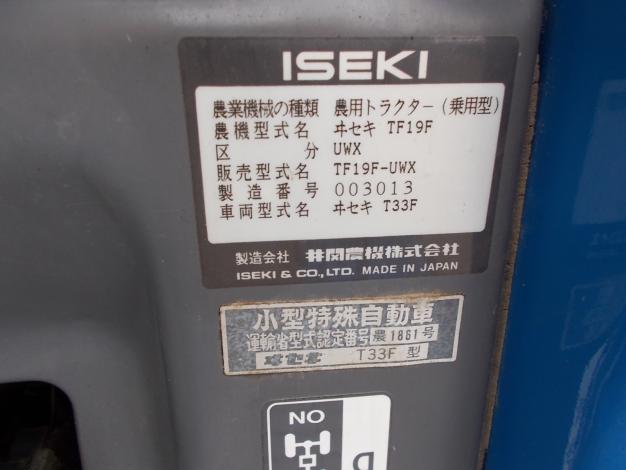 ISEKI
農業機械の種類 農用トラクター(乗用型)
農機型式名 ヰセキ TF19F
区分 UWX
販売型式名 TF19F-UWX
製造番号 003013
車両型式名 ヰセキ T33F
製造会社 井関農機株式会社
ISEKI & CO., LTD. MADE IN JAPAN
小型特殊自動車
運輸省型式認定番号 農1861号
ヰセキ T33F 型
NO